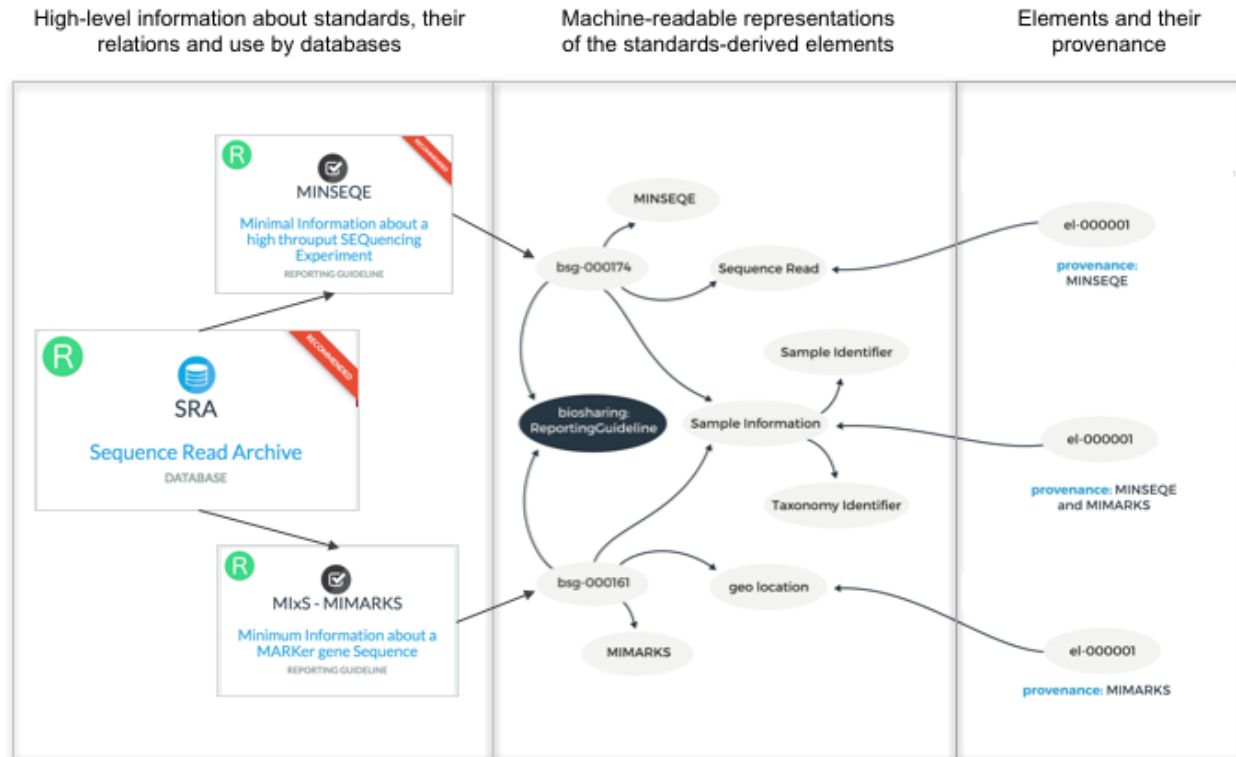 High-level information about standards, their
relations and use by databases
Machine-readable representations
of the standards-derived elements
Elements and their
provenance
R
RECOMMENDED
MINSEQE
Minimal Information about a
high throuput SEQuencing
Experiment
REPORTING GUIDELINE
R
RECOMMENDED
SRA
Sequence Read Archive
DATABASE
R
MIxS - MIMARKS
Minimum Information about a
MARKer gene Sequence
REPORTING GUIDELINE
MINSEQE
bsg-000174
Sequence Read
Sample Identifier
biosharing:
ReportingGuideline
Sample Information
Taxonomy Identifier
bsg-000161
geo location
MIMARKS
el-000001
provenance:
MINSEQE
el-000001
provenance: MINSEQE
and MIMARKS
el-000001
provenance: MIMARKS